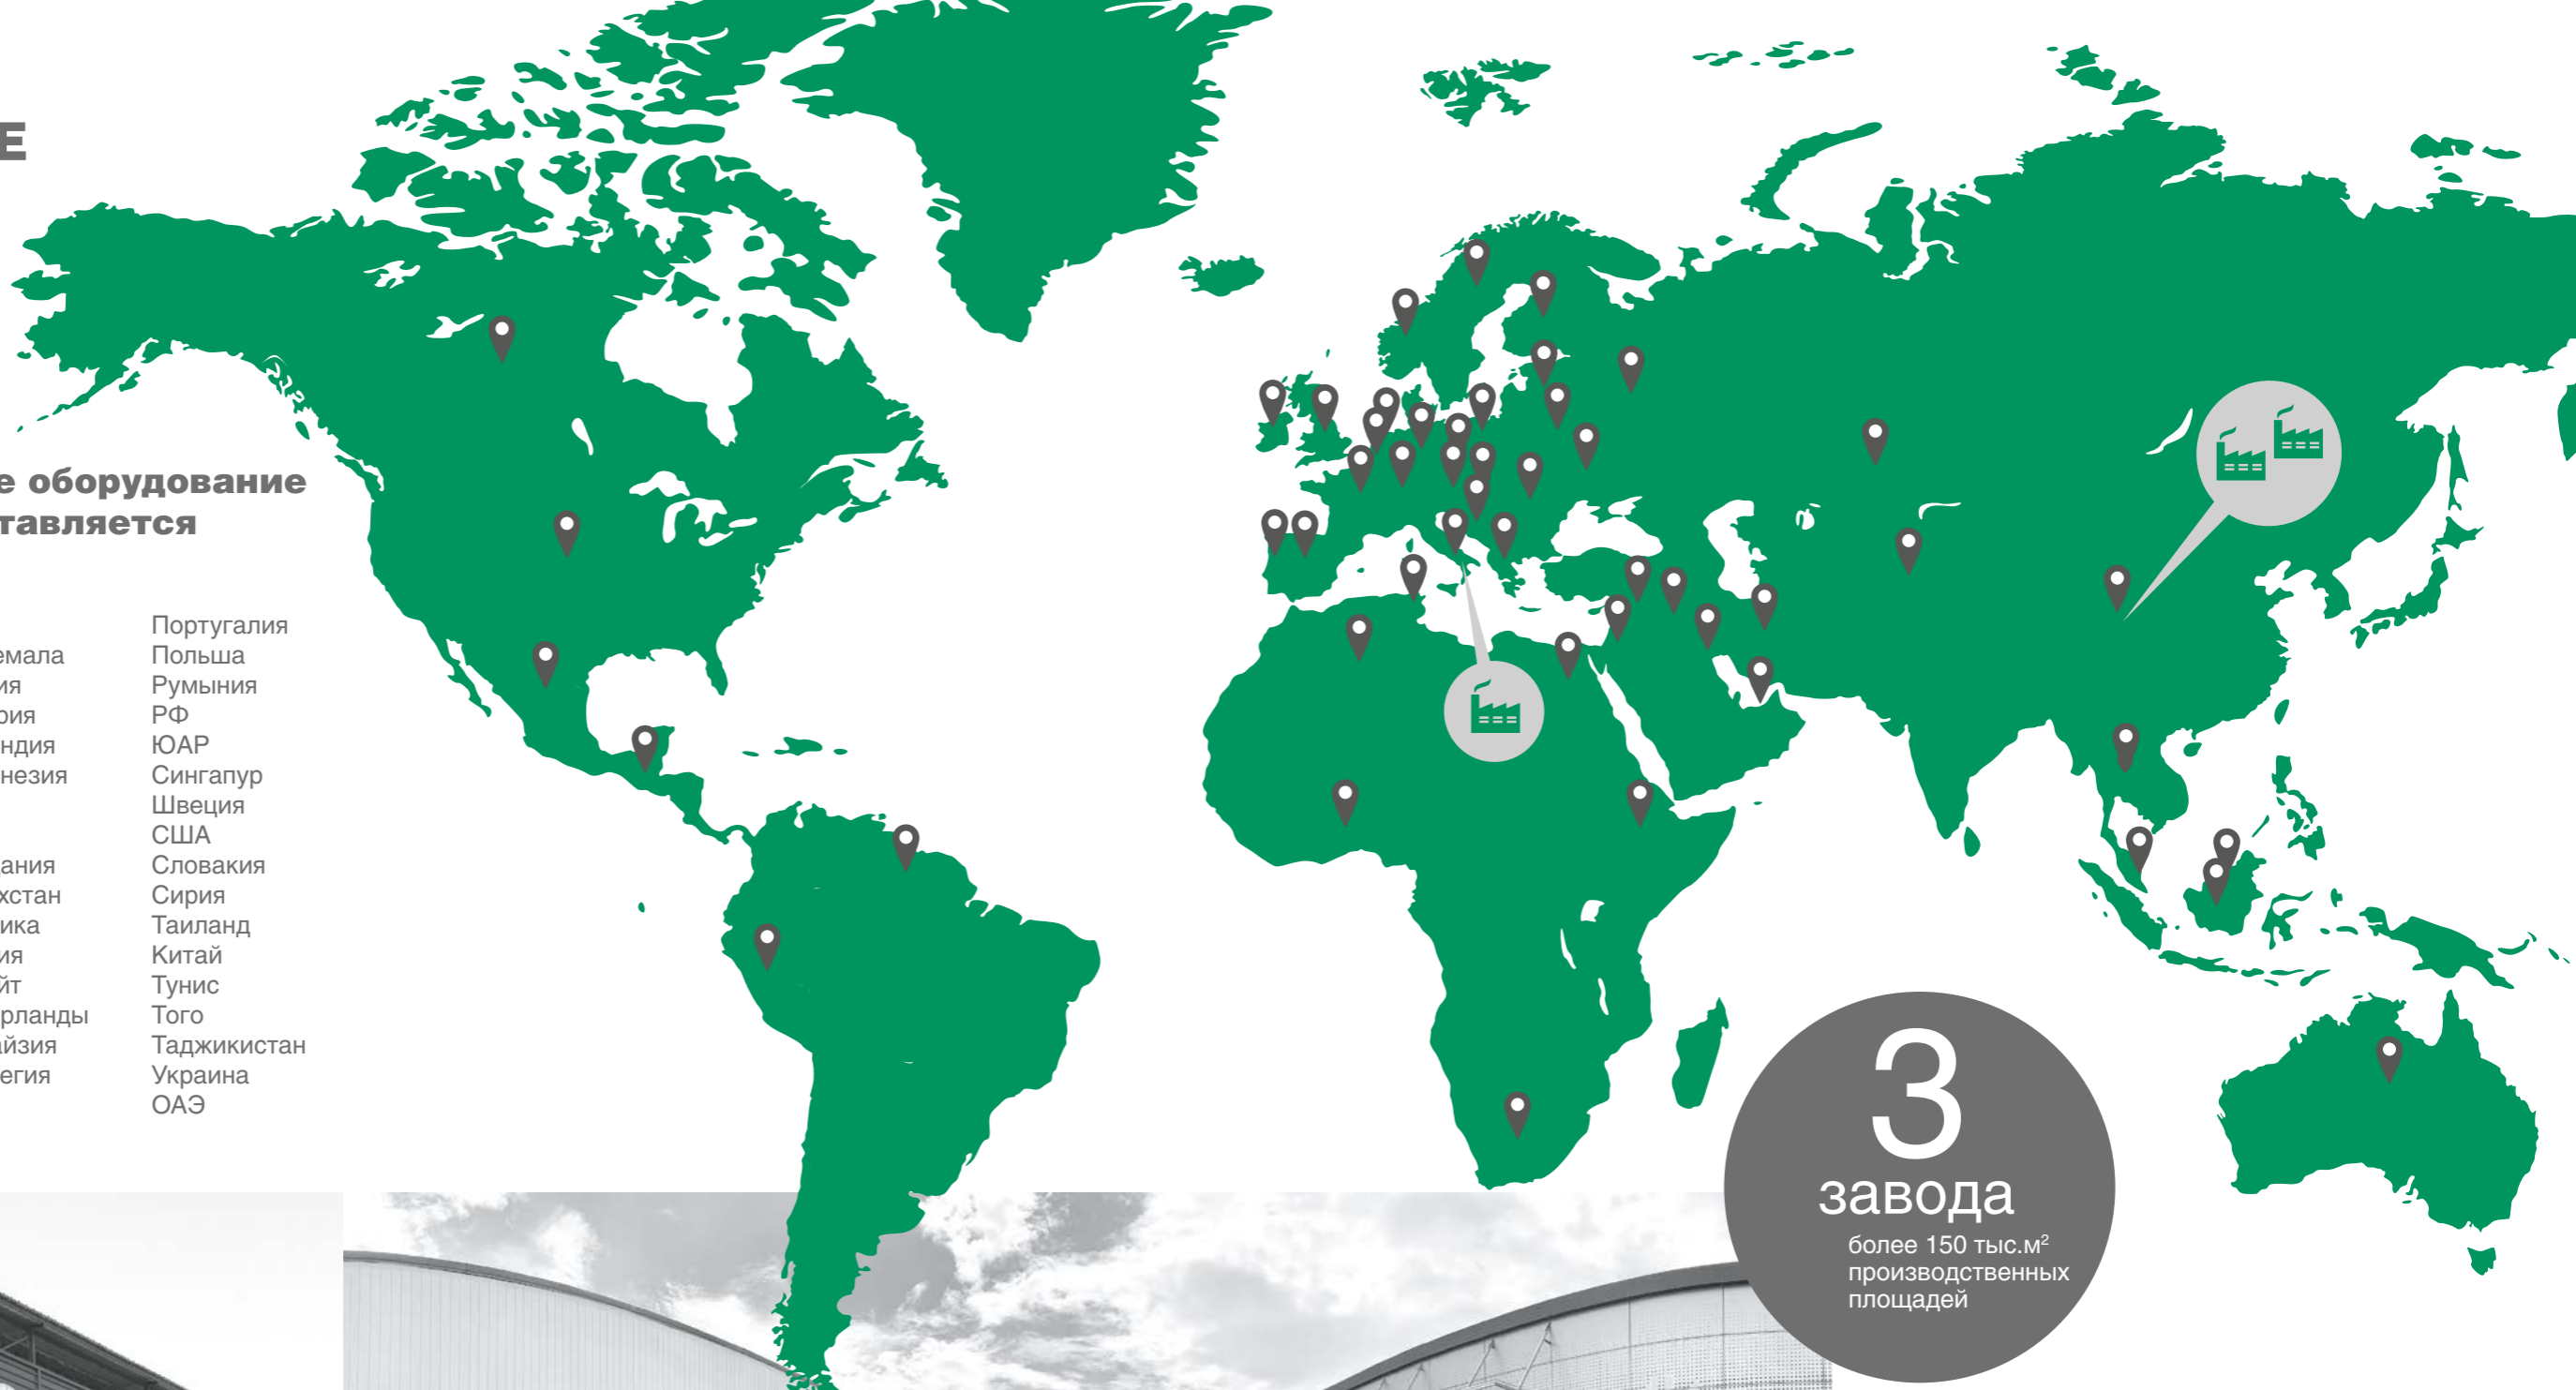 Е
е оборудование
тавляется
емала
ия
рия
ндия
незия
дания
хстан
ика
ия
йт
рланды
айзия
егия
Португалия
Польша
Румыния
РФ
ЮАР
Сингапур
Швеция
США
Словакия
Сирия
Таиланд
Китай
Тунис
Того
Таджикистан
Украина
ОАЭ
3
завода
более 150 тыс.м²
производственных
площадей